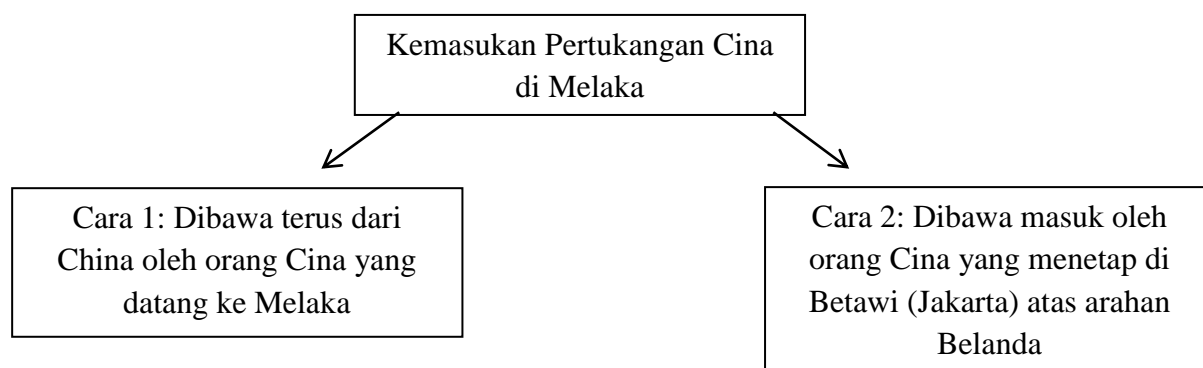 Kemasukan Pertukangan Cina
di Melaka
Cara 1: Dibawa terus dari
China oleh orang Cina yang
datang ke Melaka
Cara 2: Dibawa masuk oleh
orang Cina yang menetap di
Betawi (Jakarta) atas arahan
Belanda